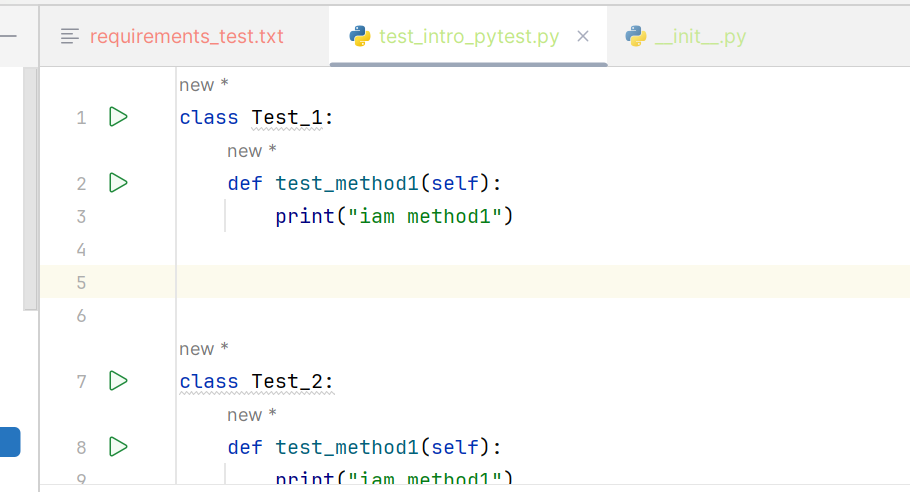 requirements_test.txt test_intro_pytest.py __init__.py
new *
1 class Test_1:
new *
2 def test_method1(self):
3 print("iam method1")
4
5
6
new *
7 class Test_2:
new *
8 def test_method1(self):
9 print("iam method1")